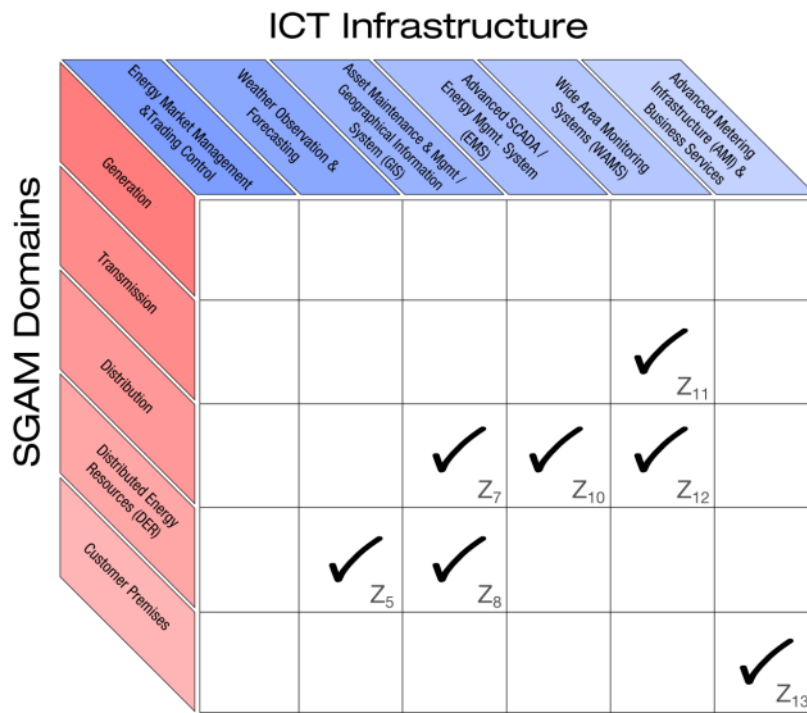 ICT Infrastructure
Energy Market Management
&Trading Control
Weather Observation &
Forecasting
Asset Maintenance & Mgmt /
Geographical Information
System (GIS)
Advanced SCADA /
Energy Mgmt. System
(EMS)
Wide Area Monitoring
Systems (WAMS)
Advanced Metering
Infrastructure (AMI) &
Business Services
SGAM Domains
Generation
Transmission
Distribution
Distributed Energy
Resources (DER)
Customer Premises
Z11
Z7
Z10
Z12
Z5
Z8
Z13